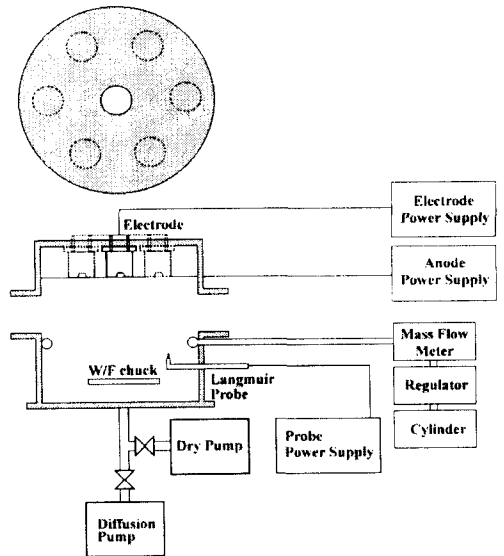 Electrode
Electrode
Power Supply
Anode
Power Supply
Mass Flow
Meter
W/F chuck
Langmuir
Probe
Regulator
Cylinder
Dry Pump
Probe
Power Supply
Diffusion
Pump